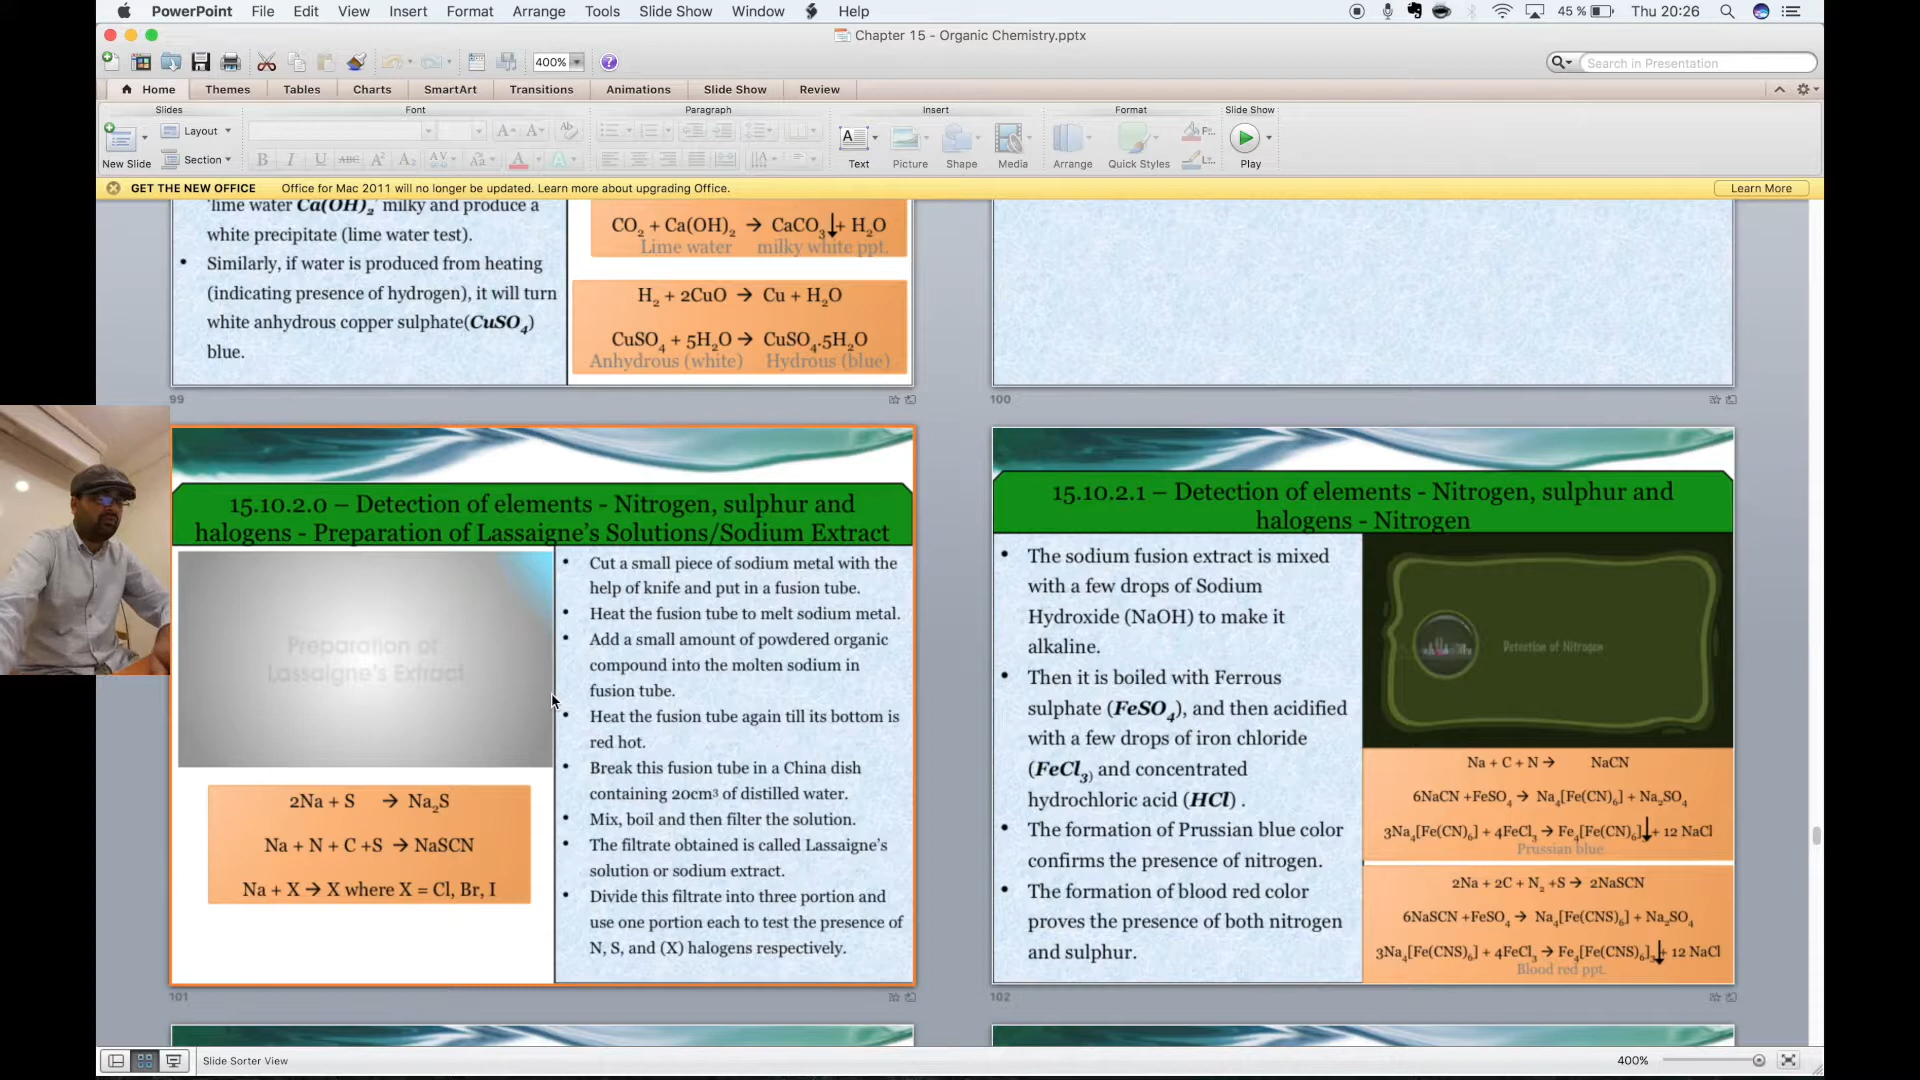 PowerPoint File Edit View Insert Format Arrange Tools Slide Show Window Help 45 % Thu 20:26
Chapter 15 - Organic Chemistry.pptx
400% Search in Presentation
Home Themes Tables Charts SmartArt Transitions Animations Slide Show Review
Slides Font Paragraph Insert Format Slide Show
Layout
New Slide Section Text Picture Shape Media Arrange Quick Styles Play
GET THE NEW OFFICE Office for Mac 2011 will no longer be updated. Learn more about upgrading Office. Learn More
'lime water Ca(OH)₂' milky and produce a
white precipitate (lime water test).
• Similarly, if water is produced from heating
(indicating presence of hydrogen), it will turn
white anhydrous copper sulphate(CuSO₄)
blue.
CO₂ + Ca(OH)₂ → CaCO₃↓+ H₂O
Lime water milky white ppt.
H₂ + 2CuO → Cu + H₂O
CuSO₄ + 5H₂O → CuSO₄.5H₂O
Anhydrous (white) Hydrous (blue)
99
100
15.10.2.0 – Detection of elements - Nitrogen, sulphur and
halogens - Preparation of Lassaigne's Solutions/Sodium Extract
Preparation of
Lassaigne's Extract
2Na + S → Na₂S
Na + N + C +S → NaSCN
Na + X → X where X = Cl, Br, I
• Cut a small piece of sodium metal with the
help of knife and put in a fusion tube.
• Heat the fusion tube to melt sodium metal.
• Add a small amount of powdered organic
compound into the molten sodium in
fusion tube.
• Heat the fusion tube again till its bottom is
red hot.
• Break this fusion tube in a China dish
containing 20cm³ of distilled water.
• Mix, boil and then filter the solution.
• The filtrate obtained is called Lassaigne's
solution or sodium extract.
• Divide this filtrate into three portion and
use one portion each to test the presence of
N, S, and (X) halogens respectively.
101
15.10.2.1 – Detection of elements - Nitrogen, sulphur and
halogens - Nitrogen
• The sodium fusion extract is mixed
with a few drops of Sodium
Hydroxide (NaOH) to make it
alkaline.
• Then it is boiled with Ferrous
sulphate (FeSO₄), and then acidified
with a few drops of iron chloride
(FeCl₃) and concentrated
hydrochloric acid (HCl) .
• The formation of Prussian blue color
confirms the presence of nitrogen.
• The formation of blood red color
proves the presence of both nitrogen
and sulphur.
Detection of Nitrogen
Na + C + N → NaCN
6NaCN +FeSO₄ → Na₄[Fe(CN)₆] + Na₂SO₄
3Na₄[Fe(CN)₆] + 4FeCl₃ → Fe₄[Fe(CN)₆]↓ + 12 NaCl
Prussian blue
2Na + 2C + N₂ +S → 2NaSCN
6NaSCN +FeSO₄ → Na₄[Fe(CNS)₆] + Na₂SO₄
3Na₄[Fe(CNS)₆] + 4FeCl₃ → Fe₄[Fe(CNS)₆]₃↓ + 12 NaCl
Blood red ppt.
102
Slide Sorter View 400%